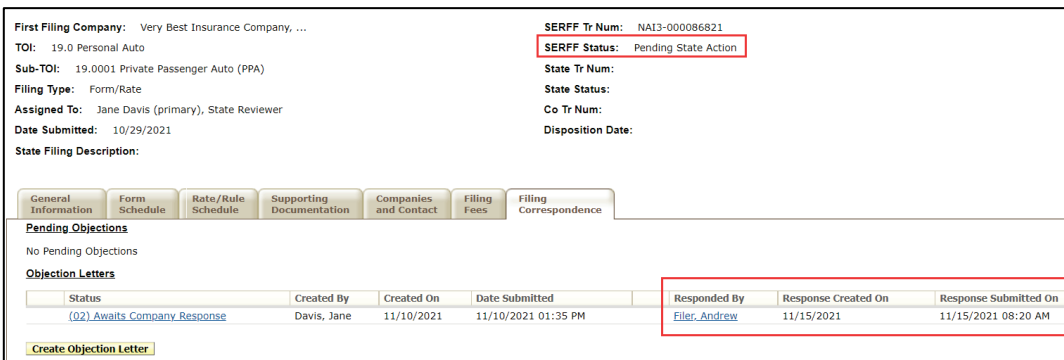 First Filing Company: Very Best Insurance Company, ...
SERFF Tr Num: NAI3-000086821
TOI: 19.0 Personal Auto
SERFF Status: Pending State Action
Sub-TOI: 19.0001 Private Passenger Auto (PPA)
State Tr Num:
Filing Type: Form/Rate
State Status:
Assigned To: Jane Davis (primary), State Reviewer
Co Tr Num:
Date Submitted: 10/29/2021
Disposition Date:
State Filing Description:
General Information
Form Schedule
Rate/Rule Schedule
Supporting Documentation
Companies and Contact
Filing Fees
Filing Correspondence
Pending Objections
No Pending Objections
Objection Letters
Status Created By Created On Date Submitted Responded By Response Created On Response Submitted On
(02) Awaits Company Response Davis, Jane 11/10/2021 11/10/2021 01:35 PM Filer, Andrew 11/15/2021 11/15/2021 08:20 AM
Create Objection Letter